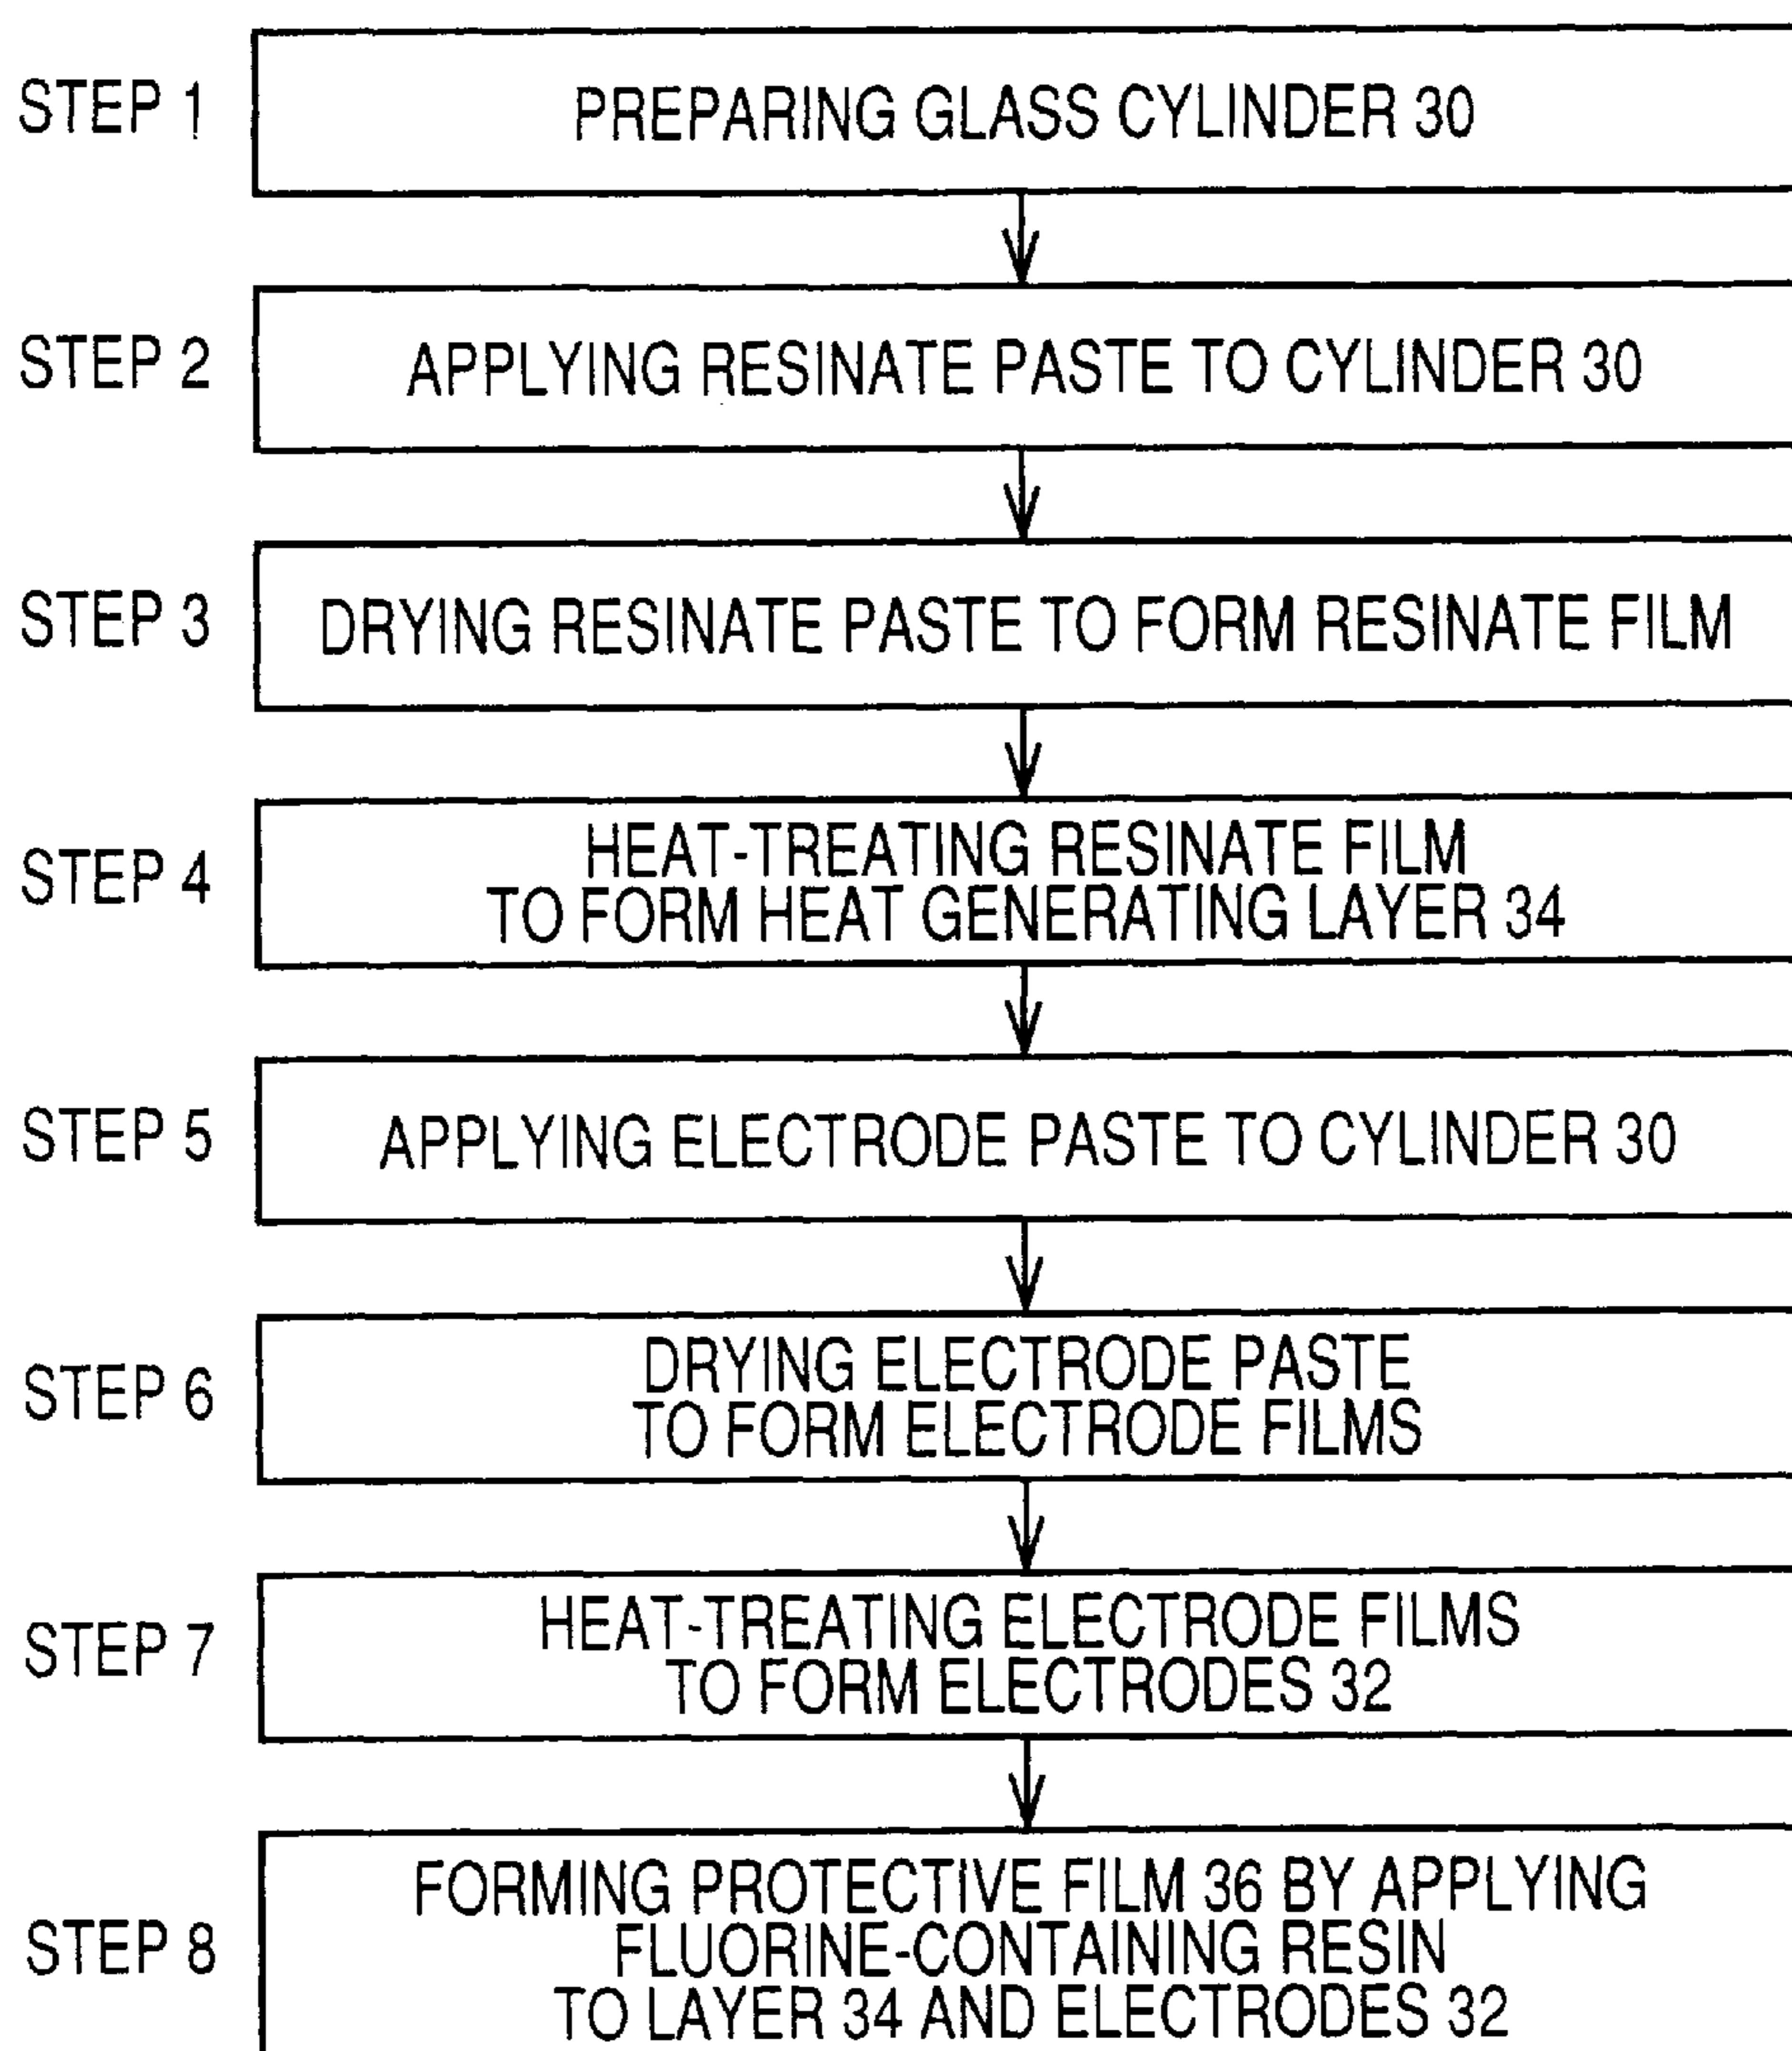 STEP 1
PREPARING GLASS CYLINDER 30
STEP 2
APPLYING RESINATE PASTE TO CYLINDER 30
STEP 3
DRYING RESINATE PASTE TO FORM RESINATE FILM
STEP 4
HEAT-TREATING RESINATE FILM
TO FORM HEAT GENERATING LAYER 34
STEP 5
APPLYING ELECTRODE PASTE TO CYLINDER 30
STEP 6
DRYING ELECTRODE PASTE
TO FORM ELECTRODE FILMS
STEP 7
HEAT-TREATING ELECTRODE FILMS
TO FORM ELECTRODES 32
STEP 8
FORMING PROTECTIVE FILM 36 BY APPLYING
FLUORINE-CONTAINING RESIN
TO LAYER 34 AND ELECTRODES 32